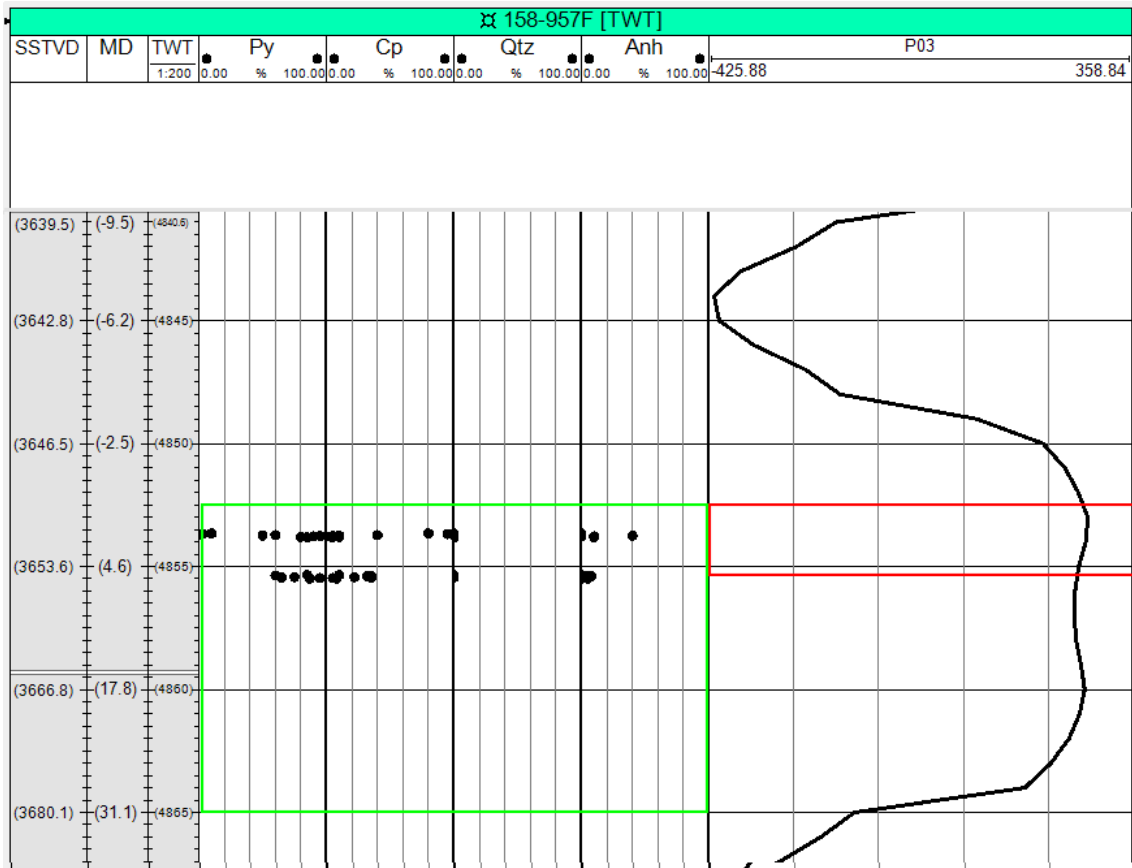 ¤ 158-957F [TWT]
SSTVD MD TWT Py Cp Qtz Anh P03
1:200 0.00 % 100.00 0.00 % 100.00 0.00 % 100.00 0.00 % 100.00 -425.88 358.84
(3639.5) (-9.5) (4840.6)
(3642.8) (-6.2) (4845)
(3646.5) (-2.5) (4850)
(3653.6) (4.6) (4855)
(3666.8) (17.8) (4860)
(3680.1) (31.1) (4865)